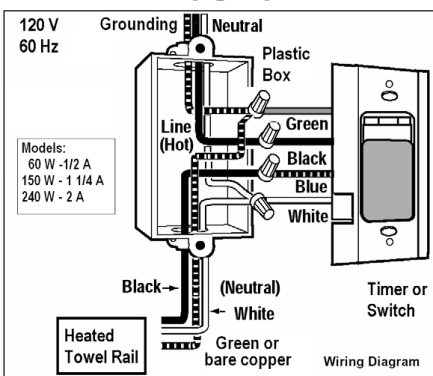 120 V
60 Hz
Grounding
Neutral
Plastic
Box
Line
(Hot)
Green
Black
Blue
White
Models:
60 W -1/2 A
150 W - 1 1/4 A
240 W - 2 A
Black
(Neutral)
White
Timer or
Switch
Heated
Towel Rail
Green or
bare copper
Wiring Diagram